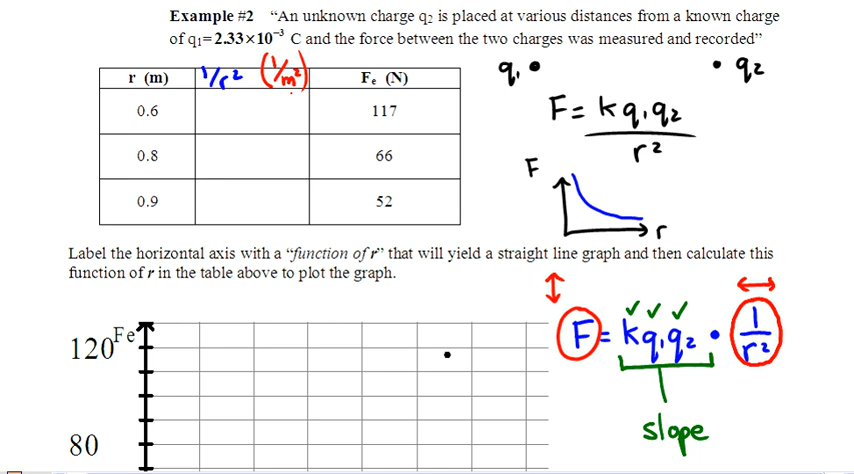 Example #2 “An unknown charge q₂ is placed at various distances from a known charge
of q₁=2.33×10⁻³ C and the force between the two charges was measured and recorded”
r (m) 1/r² (1/m²) Fₑ (N)
0.6 117
0.8 66
0.9 52
q₁ q₂
F = kq₁q₂
r²
F
r
Label the horizontal axis with a “function of r” that will yield a straight line graph and then calculate this
function of r in the table above to plot the graph.
F = kq₁q₂ • 1/r²
slope
Fe
120
80